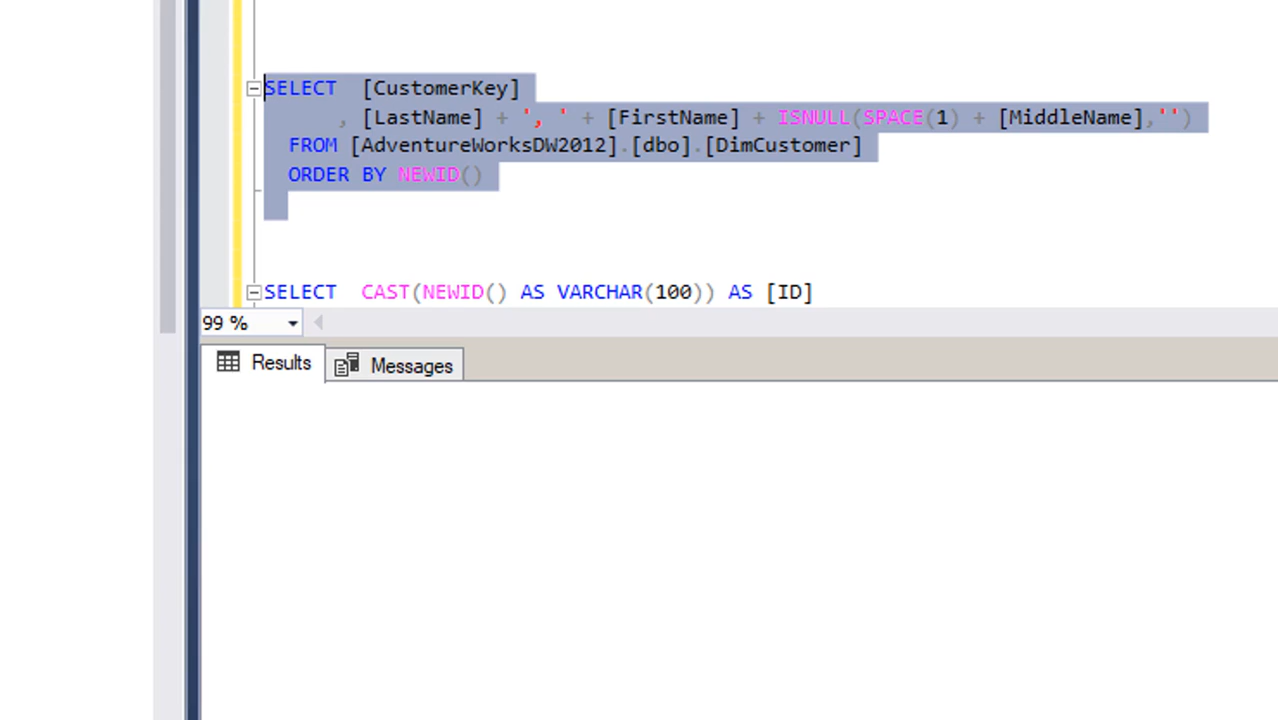 SELECT [CustomerKey]
, [LastName] + ', ' + [FirstName] + ISNULL(SPACE(1) + [MiddleName],'')
FROM [AdventureWorksDW2012].[dbo].[DimCustomer]
ORDER BY NEWID()
SELECT CAST(NEWID() AS VARCHAR(100)) AS [ID]
99 %
Results Messages